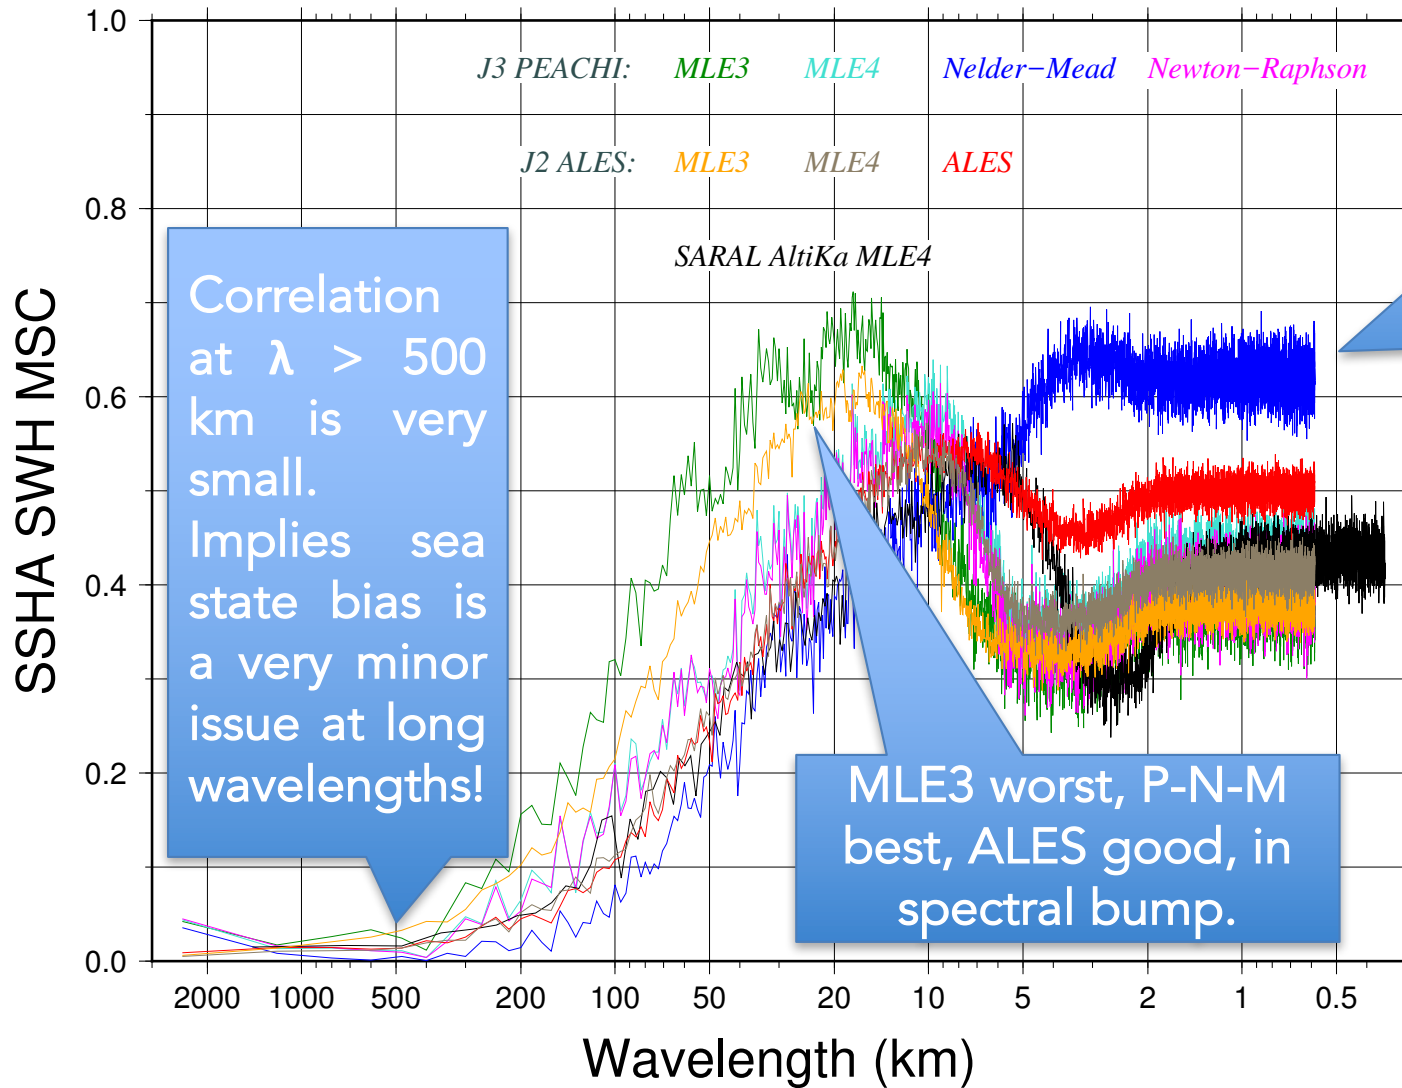 1.0
J3 PEACHI: MLE3 MLE4 Nelder−Mead Newton−Raphson
J2 ALES: MLE3 MLE4 ALES
0.8
SARAL AltiKa MLE4
Correlation
at λ > 500
km is very
small.
Implies sea
state bias is
a very minor
issue at long
wavelengths!
SSHA SWH MSC
0.6
0.4
0.2
MLE3 worst, P-N-M
best, ALES good, in
spectral bump.
0.0
2000 1000 500 200 100 50 20 10 5 2 1 0.5
Wavelength (km)